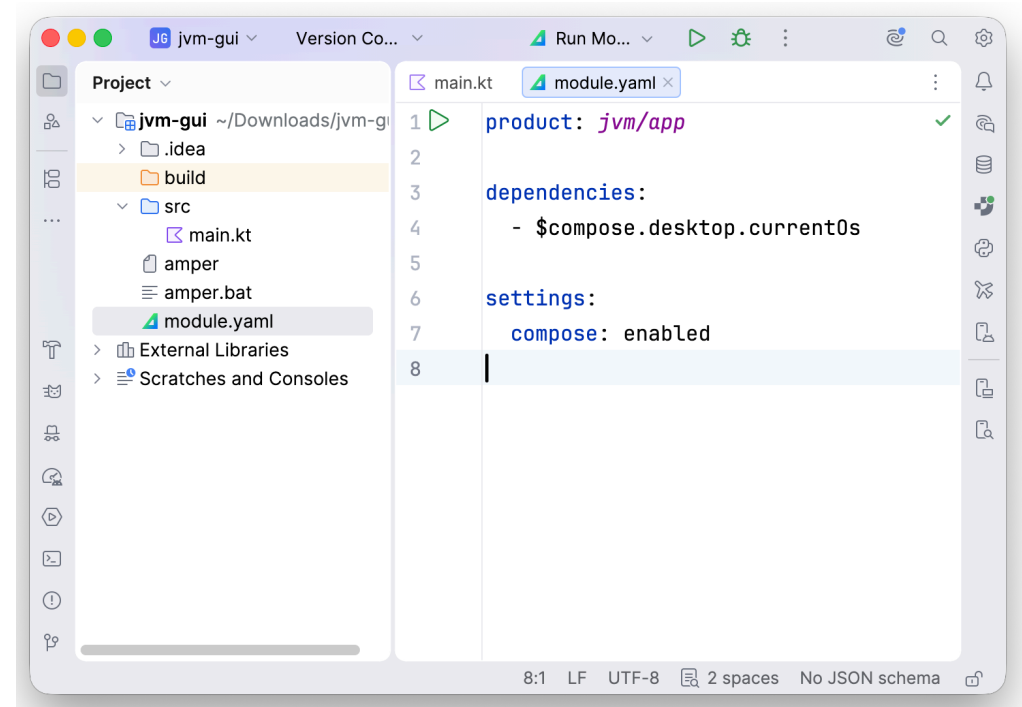 JG jvm-gui Version Co... Run Mo...
Project
jvm-gui ~/Downloads/jvm-gu
.idea
build
src
main.kt
amper
amper.bat
module.yaml
External Libraries
Scratches and Consoles
main.kt module.yaml
1 product: jvm/app
2
3 dependencies:
4 - $compose.desktop.currentOs
5
6 settings:
7 compose: enabled
8
8:1 LF UTF-8 2 spaces No JSON schema